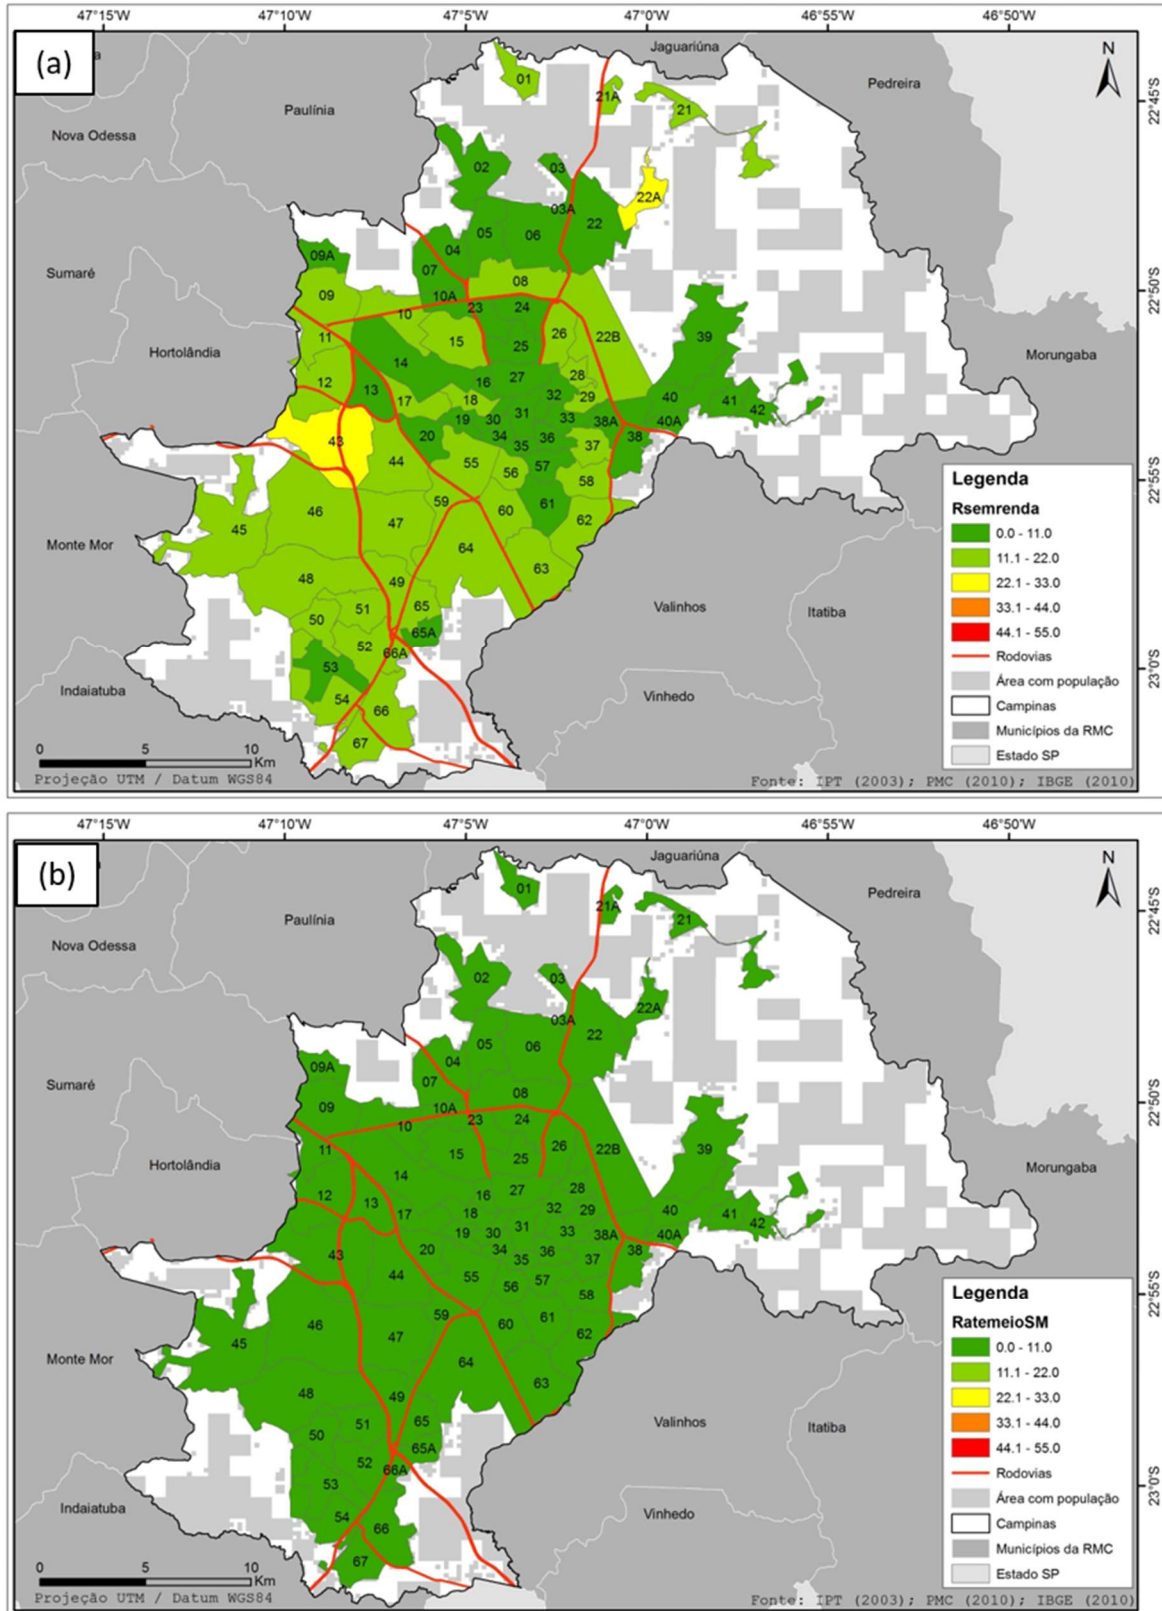 47°15'W 47°10'W 47°5'W 47°0'W 46°55'W 46°50'W
(a)
a
Jaguariúna
N
Pedreira
Paulínia
Nova Odessa
22°45'S
01
21A
21
02
03
22A
03A
22
05
06
04
09A
07
Sumaré
22°50'S
09
08
10A
10
23
24
39
11
15
25
26
22B
Hortolândia
Morungaba
14
12
13
16
27
28
17
18
32
29
40
41
42
19
30
31
33
38A
40A
43
20
34
35
36
37
38
44
55
56
57
58
22°55'S
46
59
60
61
62
45
47
Monte Mor
64
63
48
49
51
65
50
65A
52
66A
53
54
66
67
Valinhos
Itatiba
Vinhedo
Indaiatuba
23°0'S
Legenda
Rsemrenda
0.0 - 11.0
11.1 - 22.0
22.1 - 33.0
33.1 - 44.0
44.1 - 55.0
Rodovias
Área com população
Campinas
Municípios da RMC
Estado SP
0 5 10
Km
Projeção UTM / Datum WGS84
Fonte: IPT (2003); PMC (2010); IBGE (2010)
47°15'W 47°10'W 47°5'W 47°0'W 46°55'W 46°50'W
(b)
a
Jaguariúna
N
Pedreira
Paulínia
Nova Odessa
22°45'S
01
21A
21
02
03
22A
03A
22
05
06
04
09A
07
Sumaré
22°50'S
09
08
10A
10
23
24
39
11
15
25
26
22B
Hortolândia
Morungaba
14
12
13
16
27
28
17
18
32
29
40
41
42
19
30
31
33
38A
40A
43
20
34
35
36
37
38
44
55
56
57
58
22°55'S
46
59
60
61
62
45
47
Monte Mor
64
63
48
49
51
65
50
65A
52
66A
53
54
66
67
Valinhos
Itatiba
Vinhedo
Indaiatuba
23°0'S
Legenda
RatemeioSM
0.0 - 11.0
11.1 - 22.0
22.1 - 33.0
33.1 - 44.0
44.1 - 55.0
Rodovias
Área com população
Campinas
Municípios da RMC
Estado SP
0 5 10
Km
Projeção UTM / Datum WGS84
Fonte: IPT (2003); PMC (2010); IBGE (2010)